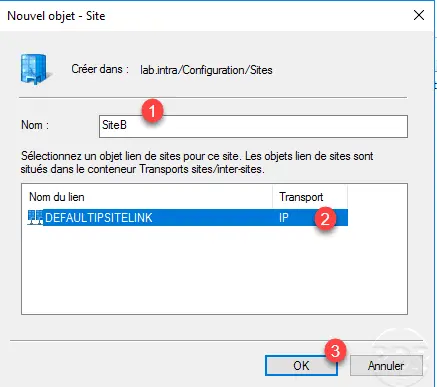 Nouvel objet - Site
Créer dans : lab.intra/Configuration/Sites
1
Nom : SiteB
Sélectionnez un objet lien de sites pour ce site. Les objets lien de sites sont
situés dans le conteneur Transports sites/inter-sites.
Nom du lien Transport
DEFAULTIPSITELINK IP 2
3
OK Annuler